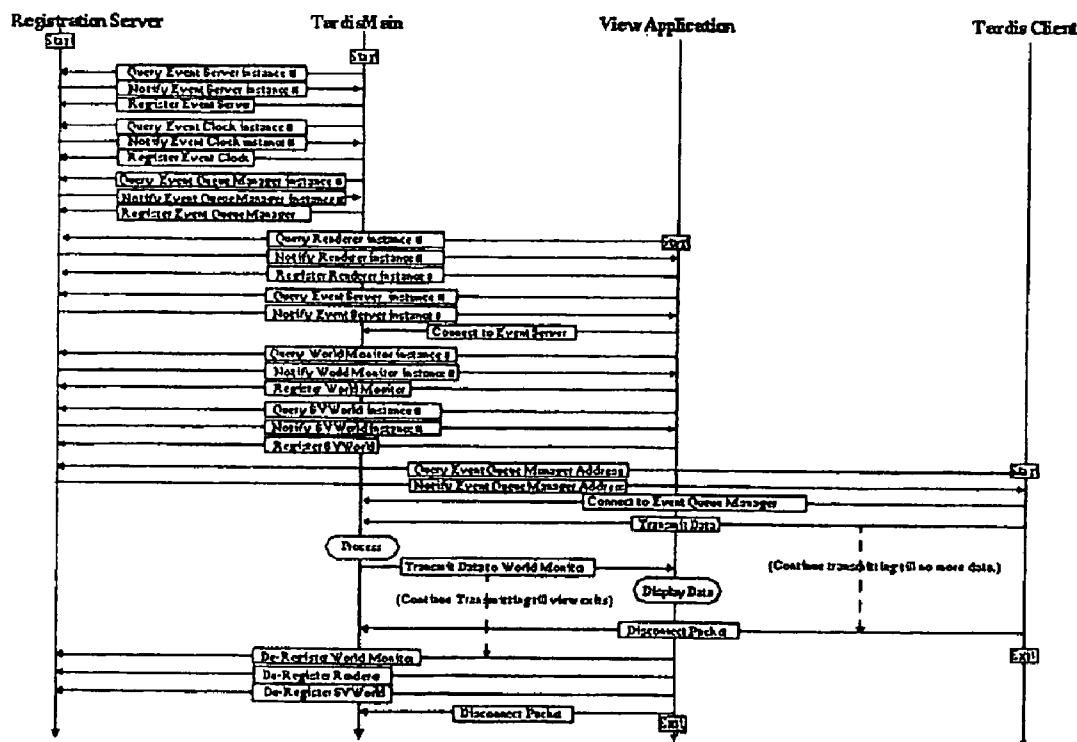 Registration Server
TardisMain
View Application
Tardis Client
Start
Start
Query Event Server Instance #
Notify Event Server Instance #
Register Event Server
Query Event Clock Instance #
Notify Event Clock Instance #
Register Event Clock
Query Event Queue Manager Instance #
Notify Event Queue Manager Instance #
Register Event Queue Manager
Query Renderer Instance #
Start
Notify Renderer Instance #
Register Renderer Instance #
Query Event Server Instance #
Notify Event Server Instance #
Connect to Event Server
Query World Monitor Instance #
Notify World Monitor Instance #
Register World Monitor
Query SVWorld Instance #
Notify SVWorld Instance #
Register SVWorld
Query Event Queue Manager Address
Start
Notify Event Queue Manager Address
Connect to Event Queue Manager
Transmit Data
Process
Transmit Data to World Monitor
(Continue transmitting till no more data.)
Display Data
(Continue Transmitting till view exits)
Disconnect Packet
De-Register World Monitor
Exit
De-Register Renderer
De-Register SVWorld
Disconnect Packet
Exit